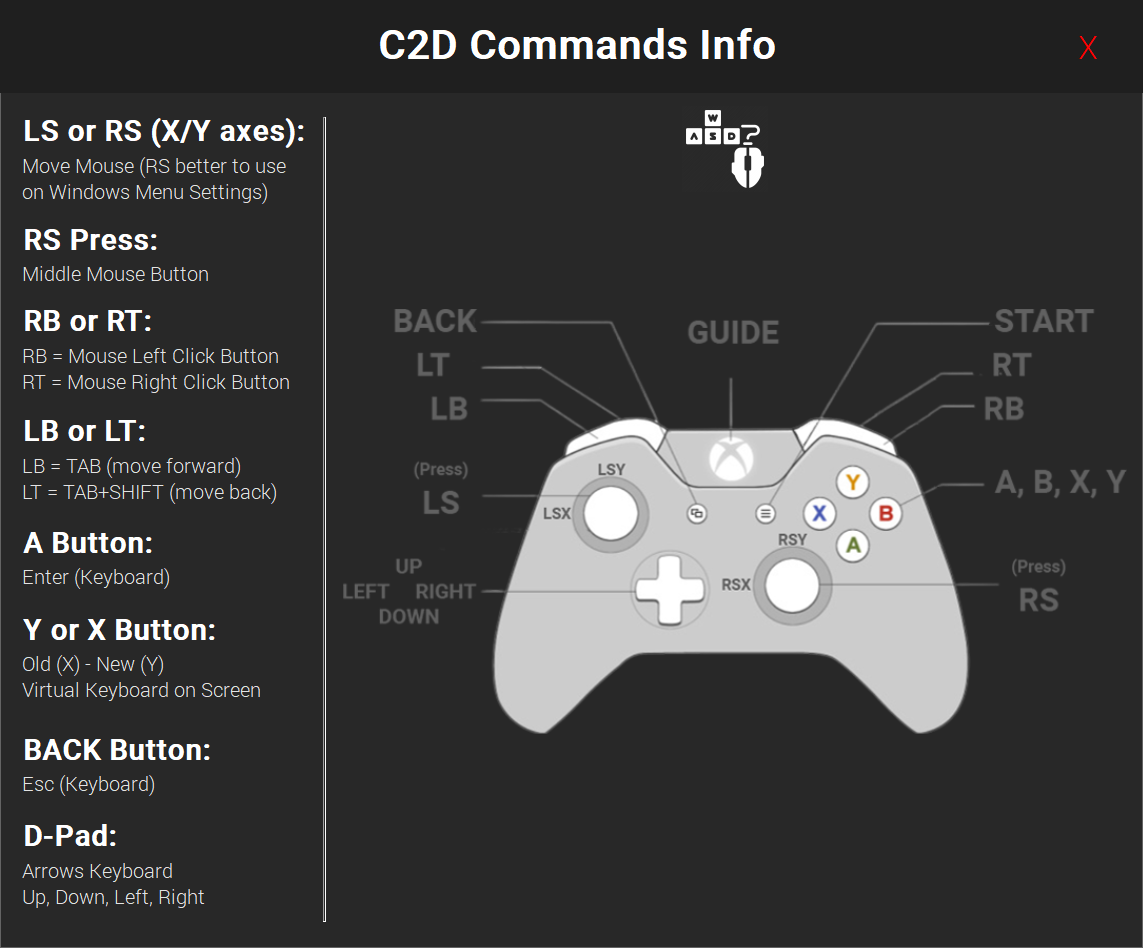 C2D Commands Info
X
LS or RS (X/Y axes):
Move Mouse (RS better to use
on Windows Menu Settings)
RS Press:
Middle Mouse Button
RB or RT:
RB = Mouse Left Click Button
RT = Mouse Right Click Button
LB or LT:
LB = TAB (move forward)
LT = TAB+SHIFT (move back)
A Button:
Enter (Keyboard)
Y or X Button:
Old (X) - New (Y)
Virtual Keyboard on Screen
BACK Button:
Esc (Keyboard)
D-Pad:
Arrows Keyboard
Up, Down, Left, Right
W
A S D ?
BACK
GUIDE
START
LT
RT
LB
RB
(Press)
LS
LSY
LSX
Y
X
B
A
A, B, X, Y
RSY
RSX
UP
LEFT RIGHT
DOWN
(Press)
RS